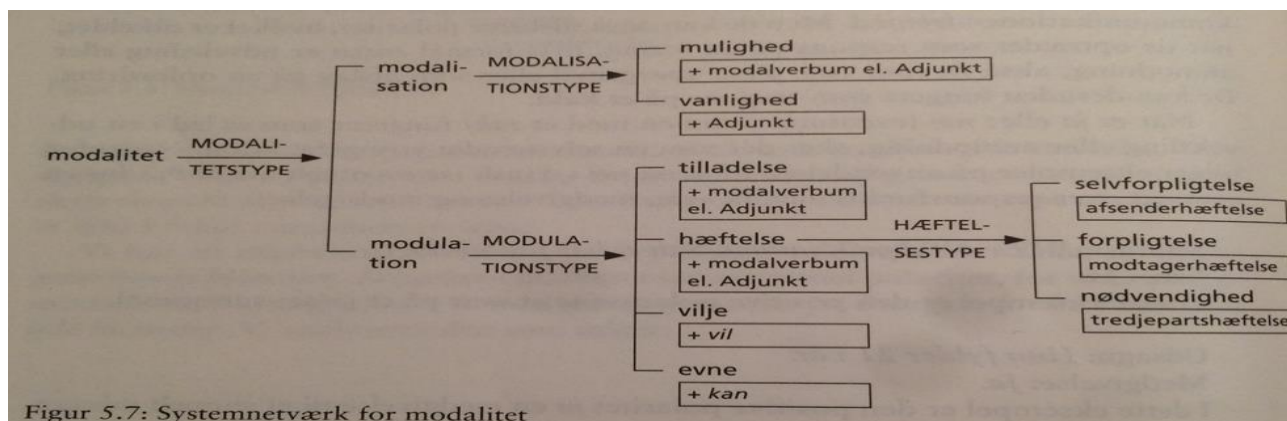 mulighed
modali-
sation
MODALISA-
TIONSTYPE
+ modalverbum el. Adjunkt
vanlighed
+ Adjunkt
modalitet
MODALI-
TETSTYPE
tilladelse
+ modalverbum
el. Adjunkt
selvforpligtelse
afsenderhæftelse
modula-
tion
MODULA-
TIONSTYPE
hæftelse
+ modalverbum
el. Adjunkt
HÆFTEL-
SESTYPE
forpligtelse
modtagerhæftelse
nødvendighed
tredjepartshæftelse
vilje
+ vil
evne
+ kan
Figur 5.7: Systemnetværk for modalitet